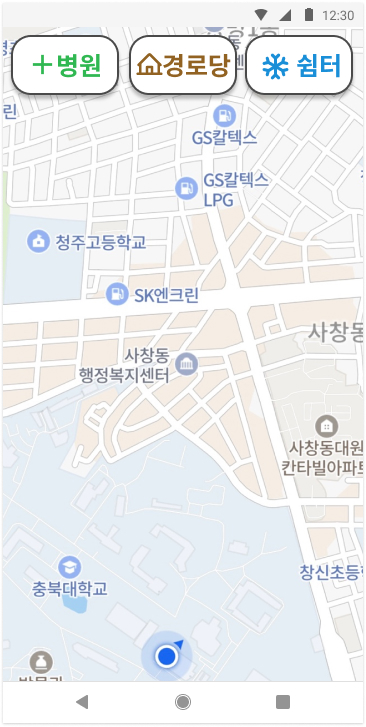 12:30
병원
경로당
쉼터
GS칼텍스
GS칼텍스
LPG
청주고등학교
SK엔크린
사창동
사창동
행정복지센터
사창동대원
칸타빌아파트
창신초등학
충북대학교
박물관